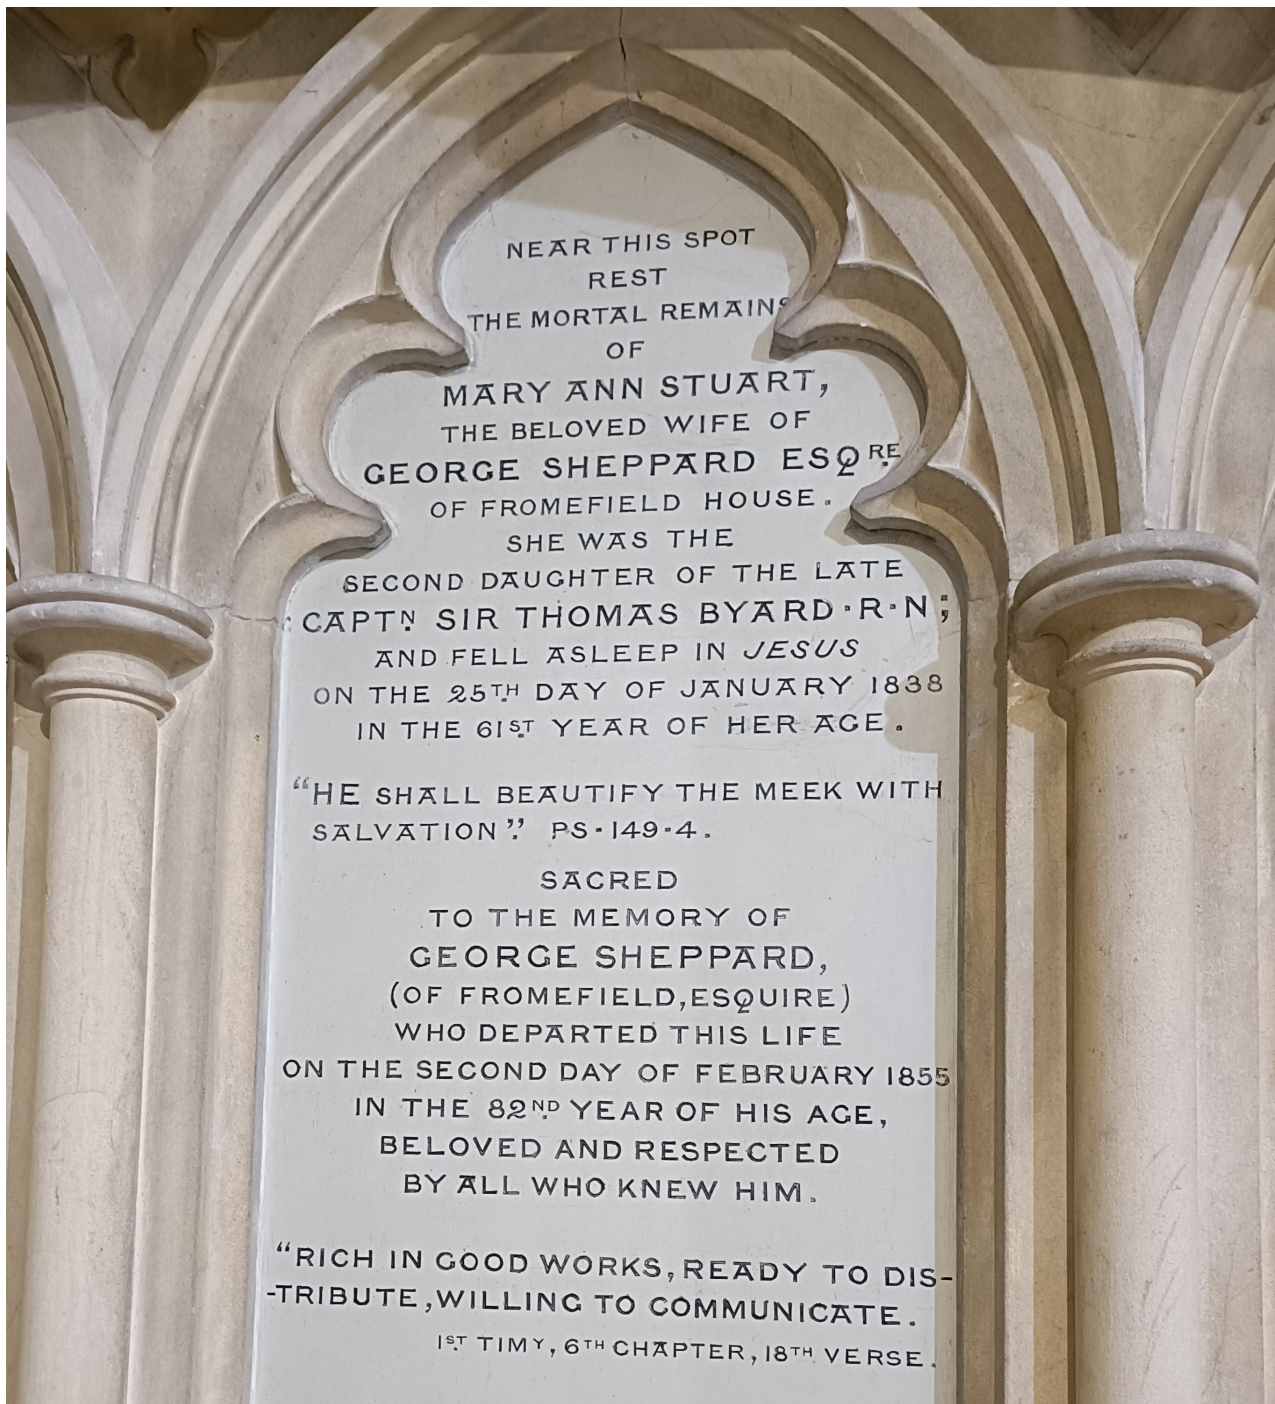 NEAR THIS SPOT
REST
THE MORTAL REMAINS
OF
MARY ANN STUART,
THE BELOVED WIFE OF
GEORGE SHEPPARD ESQRE.
OF FROMEFIELD HOUSE.
SHE WAS THE
SECOND DAUGHTER OF THE LATE
CAPTN. SIR THOMAS BYARD·R·N;
AND FELL ASLEEP IN JESUS
ON THE 25TH. DAY OF JANUARY 1838
IN THE 61ST. YEAR OF HER AGE.
“HE SHALL BEAUTIFY THE MEEK WITH
SALVATION”. PS·149·4.
SACRED
TO THE MEMORY OF
GEORGE SHEPPARD,
(OF FROMEFIELD, ESQUIRE)
WHO DEPARTED THIS LIFE
ON THE SECOND DAY OF FEBRUARY 1855
IN THE 82ND. YEAR OF HIS AGE,
BELOVED AND RESPECTED
BY ALL WHO KNEW HIM.
“RICH IN GOOD WORKS, READY TO DIS-
-TRIBUTE, WILLING TO COMMUNICATE.
1ST. TIMY, 6TH CHAPTER, 18TH VERSE.